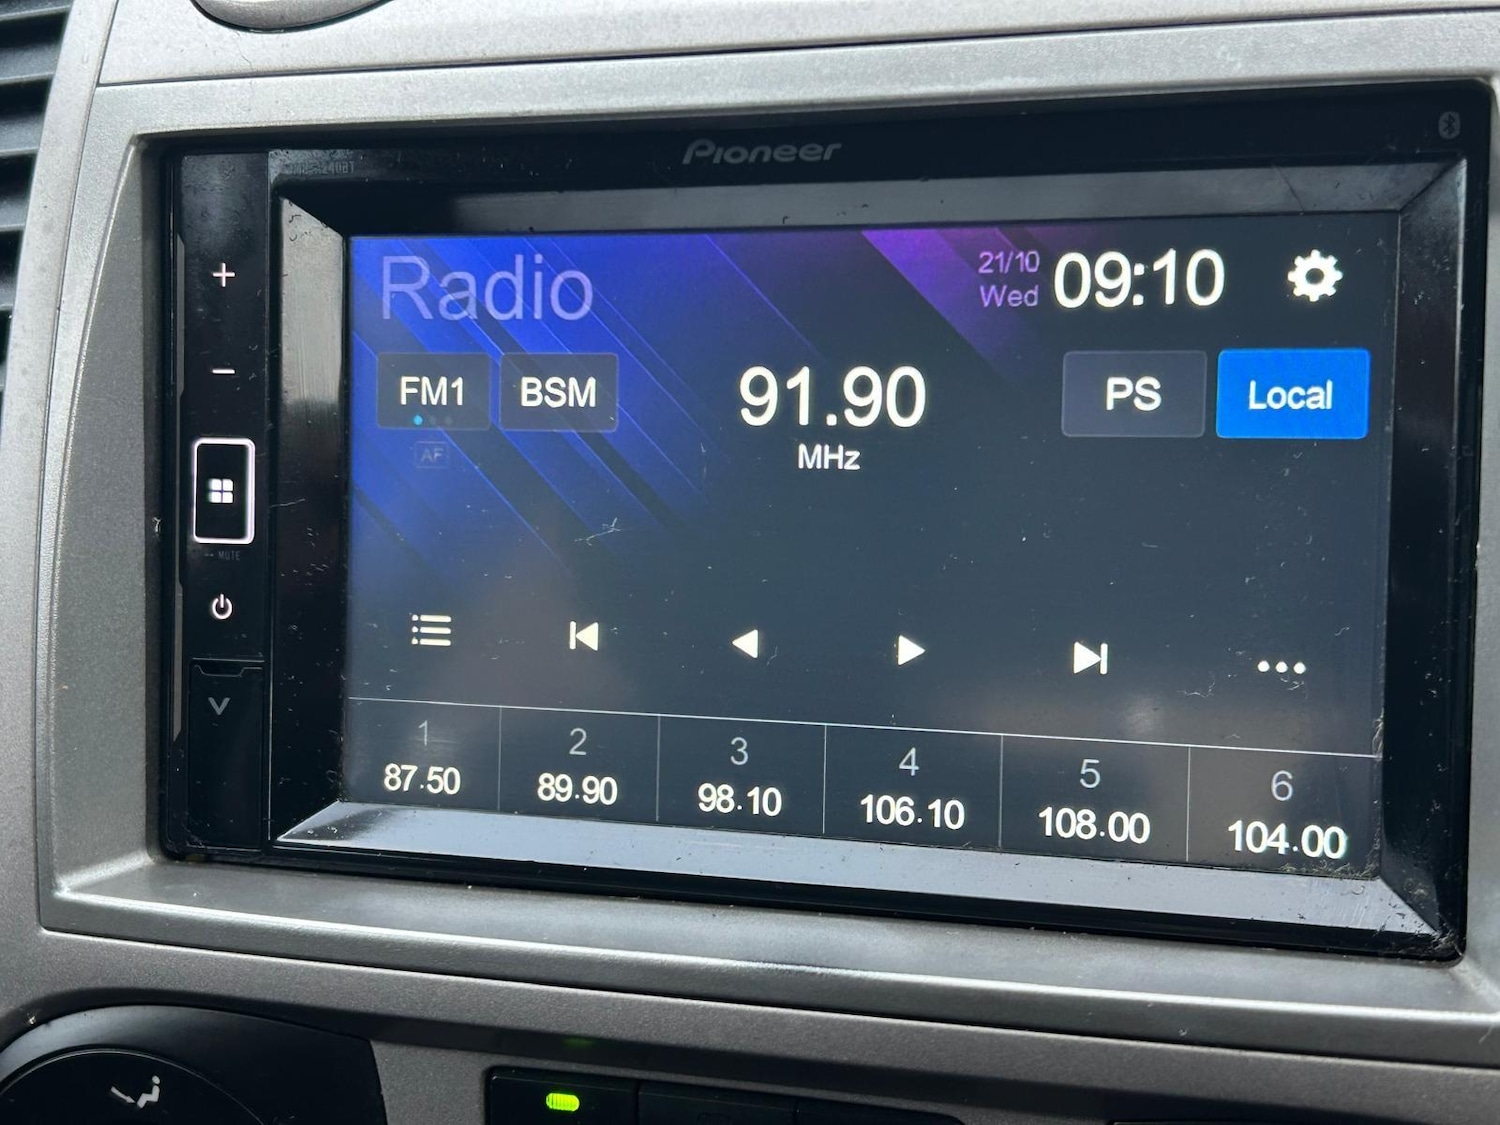 Pioneer
Radio
21/10
Wed
09:10
FM1
BSM
91.90
MHz
PS
Local
AF
MUTE
1
2
3
4
5
6
87.50
89.90
98.10
106.10
108.00
104.00